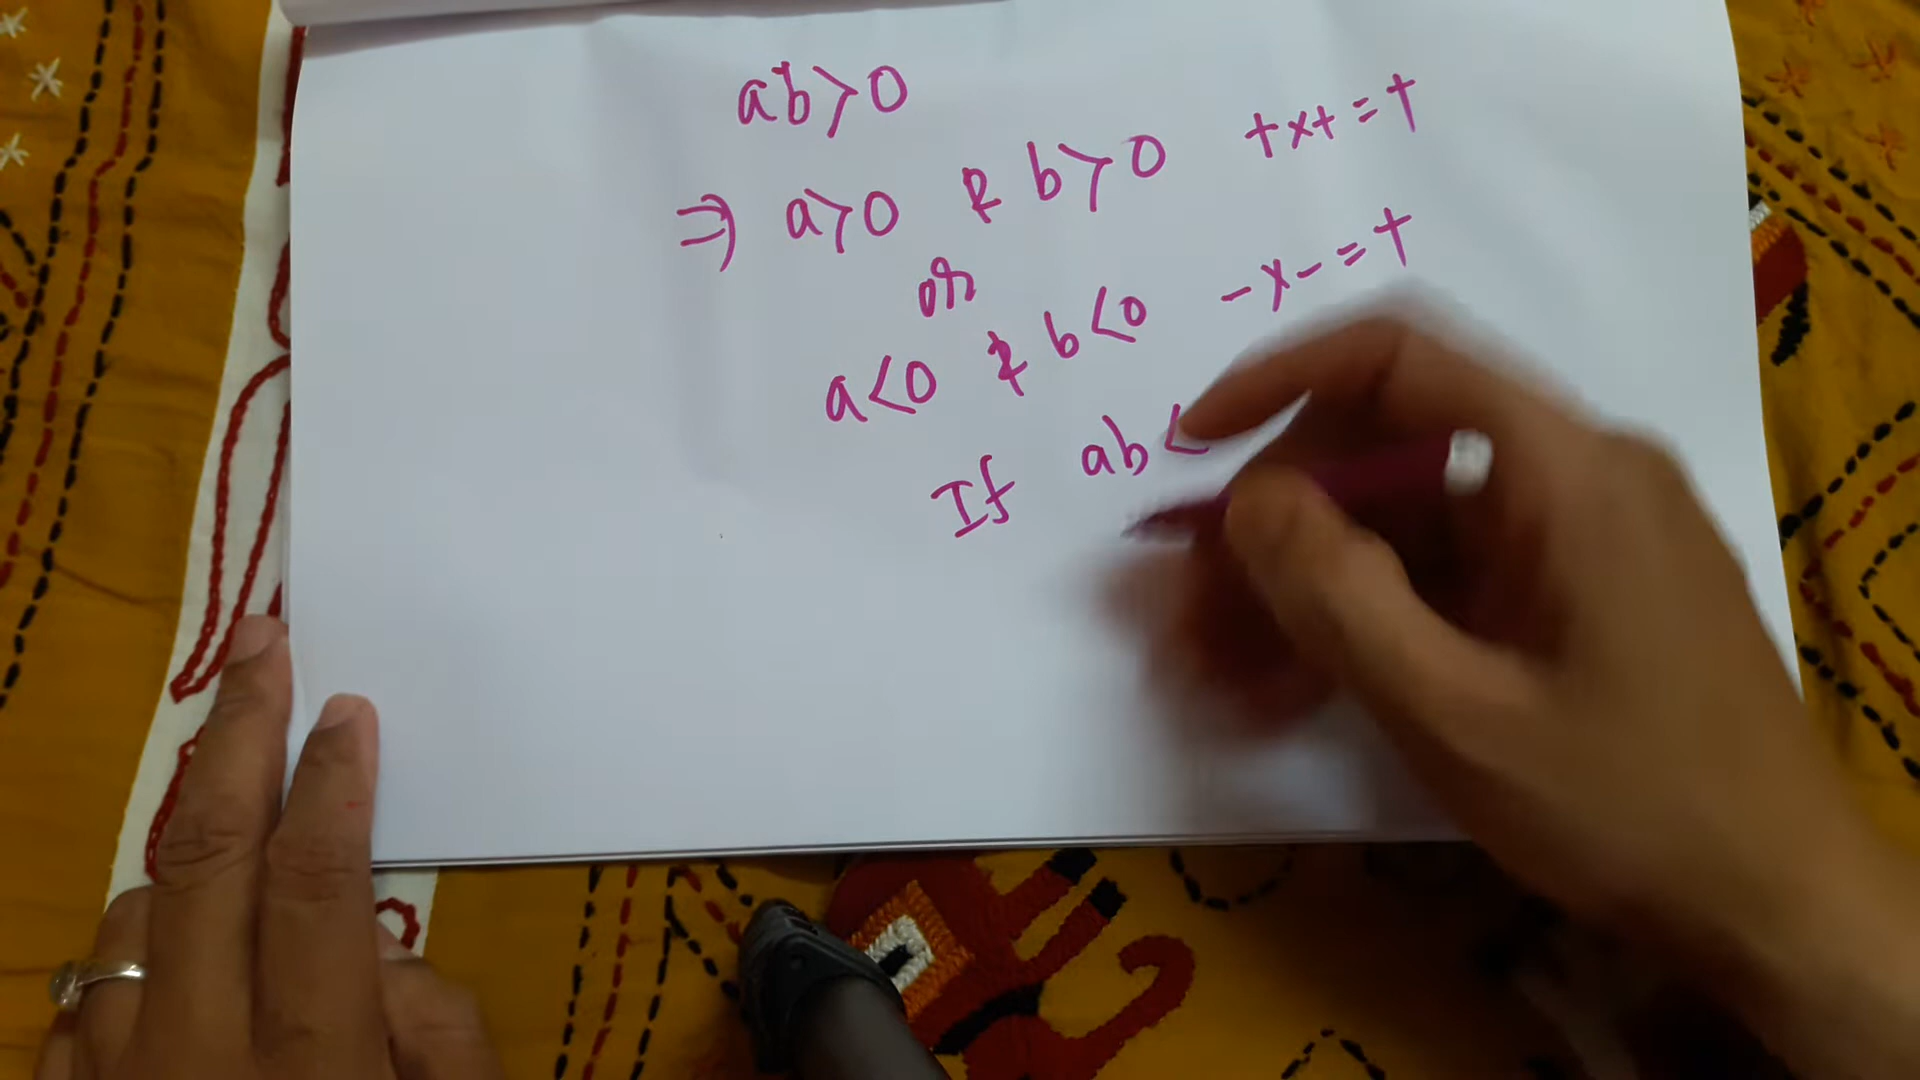 ab>0
⇒ a>0 & b>0 +x+=+
or
a<0 & b<0 -x-=+
If ab<